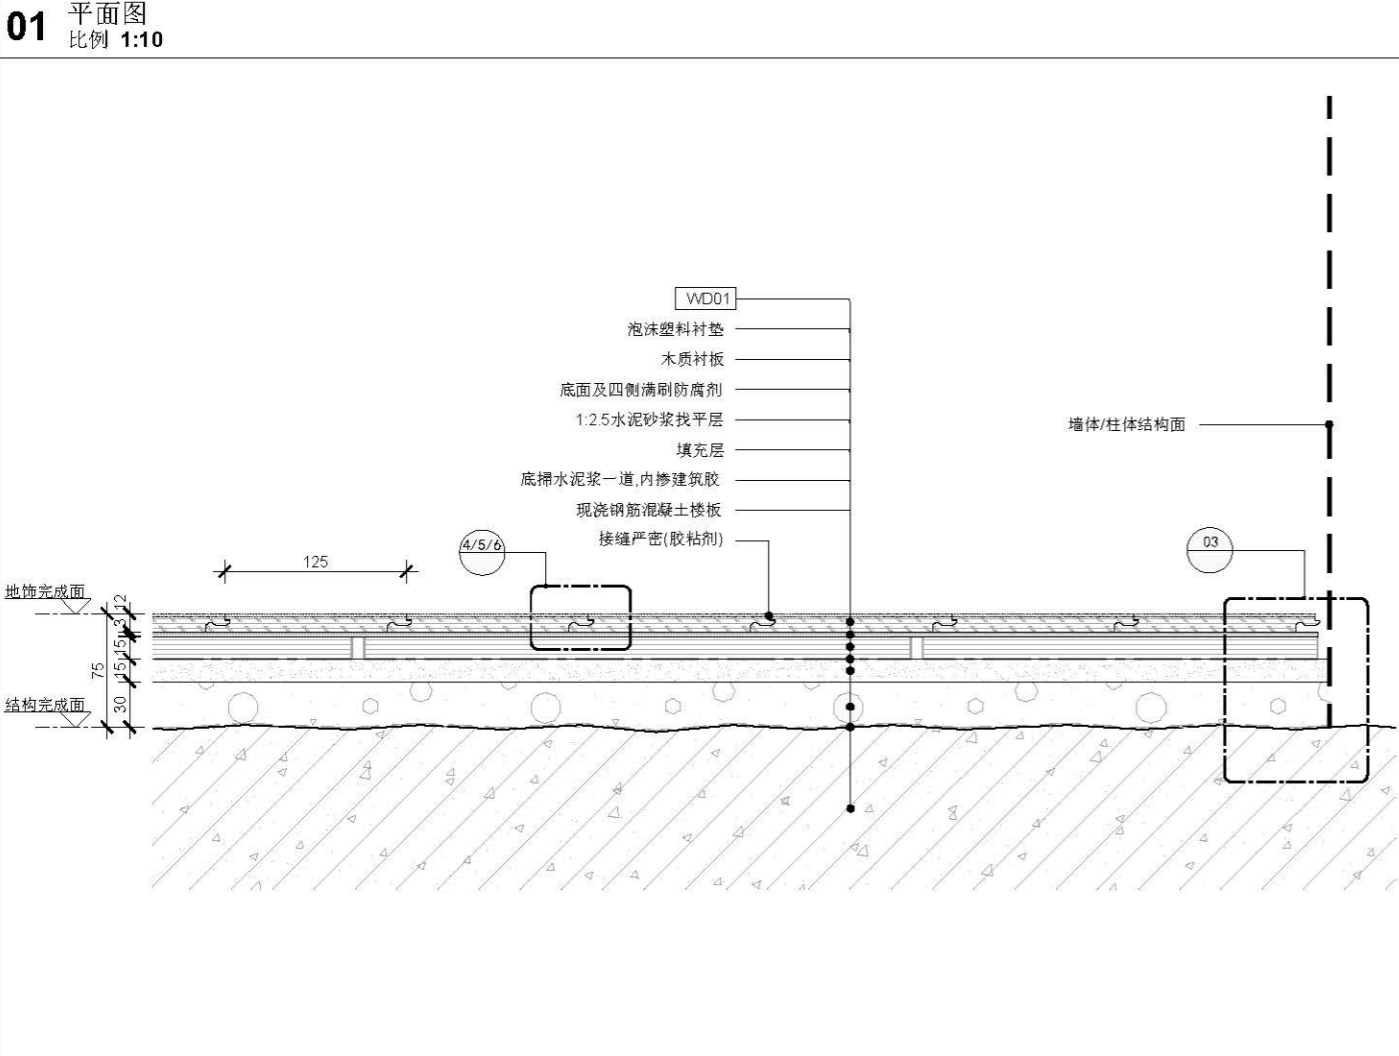 01 平面图
比例 1:10
WD01
泡沫塑料衬垫
木质衬板
底面及四侧满刷防腐剂
1:2.5水泥砂浆找平层
填充层
底掃水泥浆一道,内掺建筑胶
现浇钢筋混凝土楼板
接缝严密(胶粘剂)
墙体/柱体结构面
4/5/6
03
125
地饰完成面
12
3
15
15
30
75
结构完成面